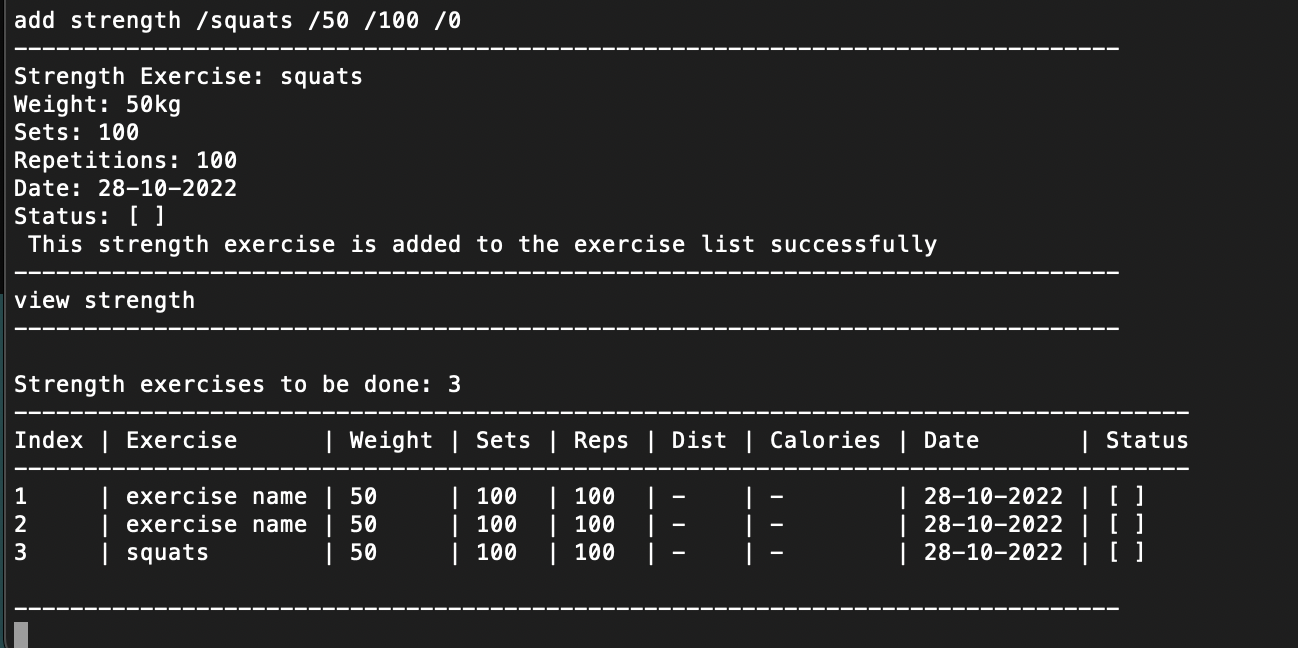 add strength /squats /50 /100 /0
-------------------------------------------------------------------------------
Strength Exercise: squats
Weight: 50kg
Sets: 100
Repetitions: 100
Date: 28-10-2022
Status: [ ]
 This strength exercise is added to the exercise list successfully
-------------------------------------------------------------------------------
view strength
-------------------------------------------------------------------------------
Strength exercises to be done: 3
------------------------------------------------------------------------------------
Index | Exercise      | Weight | Sets | Reps | Dist | Calories | Date       | Status
------------------------------------------------------------------------------------
1     | exercise name | 50     | 100  | 100  | -    | -        | 28-10-2022 | [ ]
2     | exercise name | 50     | 100  | 100  | -    | -        | 28-10-2022 | [ ]
3     | squats        | 50     | 100  | 100  | -    | -        | 28-10-2022 | [ ]
-------------------------------------------------------------------------------